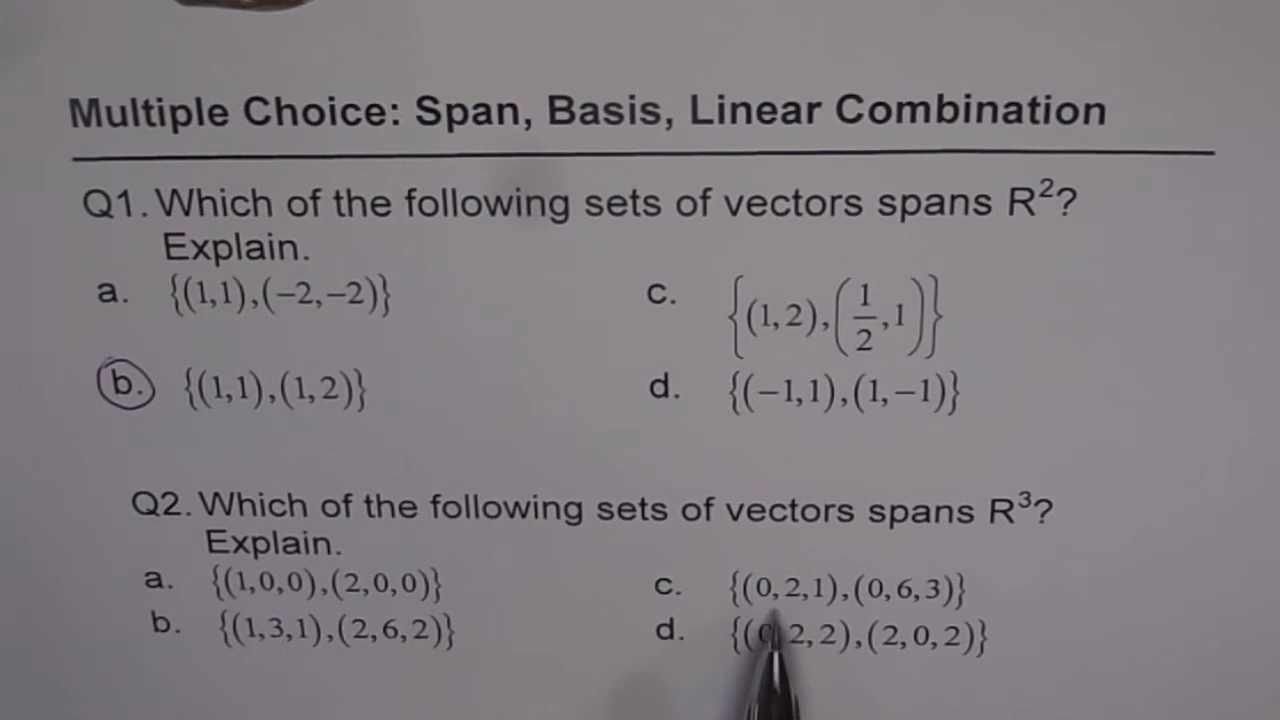 Multiple Choice: Span, Basis, Linear Combination
Q1. Which of the following sets of vectors spans R²?
Explain.
a. {(1,1),(−2,−2)}
c. {(1,2),(1/2,1)}
b. {(1,1),(1,2)}
d. {(−1,1),(1,−1)}
Q2. Which of the following sets of vectors spans R³?
Explain.
a. {(1,0,0),(2,0,0)}
c. {(0,2,1),(0,6,3)}
b. {(1,3,1),(2,6,2)}
d. {(0,2,2),(2,0,2)}